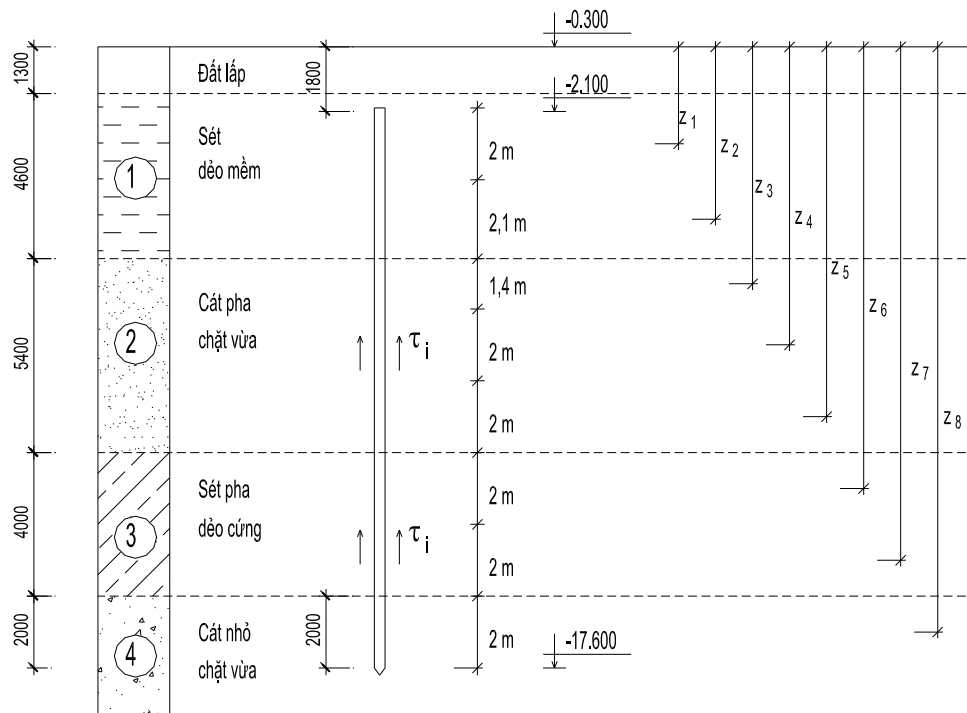 -0.300
1300
Đất lấp
1800
-2.100
4600
1
Sét
dẻo mềm
2 m
2,1 m
z 1
z 2
z 3
z 4
z 5
z 6
z 7
z 8
5400
2
Cát pha
chặt vừa
τ i
1,4 m
2 m
2 m
4000
3
Sét pha
dẻo cứng
τ i
2 m
2 m
2000
4
Cát nhỏ
chặt vừa
2000
2 m
-17.600